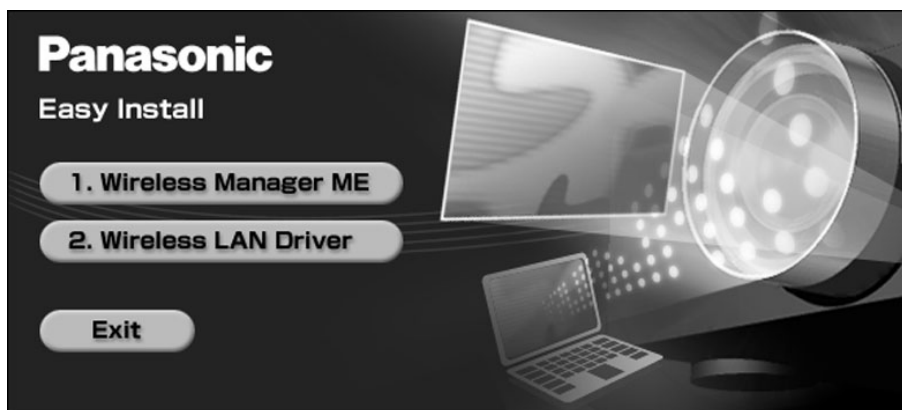 Panasonic
Easy Install
1. Wireless Manager ME
2. Wireless LAN Driver
Exit